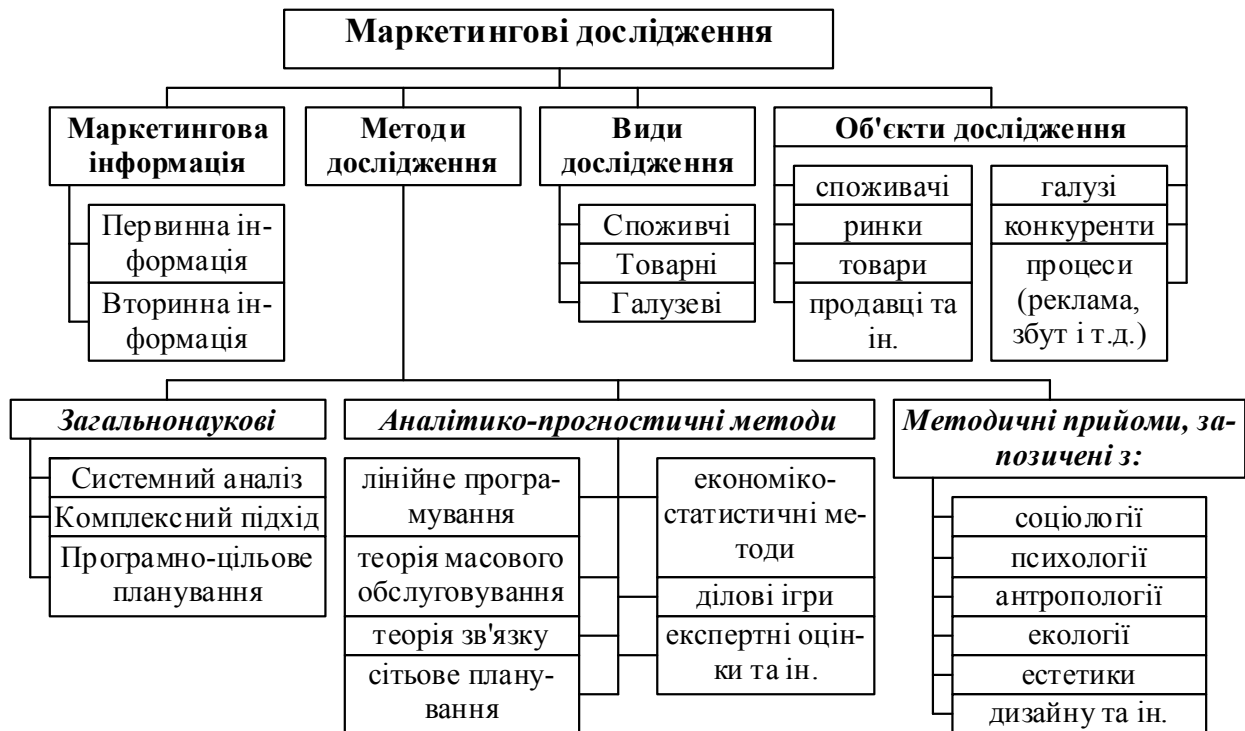 Маркетингові дослідження
Маркетингова
інформація
Первинна ін-
формація
Вторинна ін-
формація
Методи
дослідження
Види
дослідження
Споживчі
Товарні
Галузеві
Об'єкти дослідження
споживачі
ринки
товари
продавці та
ін.
галузі
конкуренти
процеси
(реклама,
збут і т.д.)
Загальнонаукові
Системний аналіз
Комплексний підхід
Програмно-цільове
планування
Аналітико-прогностичні методи
лінійне програ-
мування
теорія масового
обслуговування
теорія зв'язку
сітьове плану-
вання
економіко-
статистичні ме-
тоди
ділові ігри
експертні оцін-
ки та ін.
Методичні прийоми, за-
позичені з:
соціології
психології
антропології
екології
естетики
дизайну та ін.